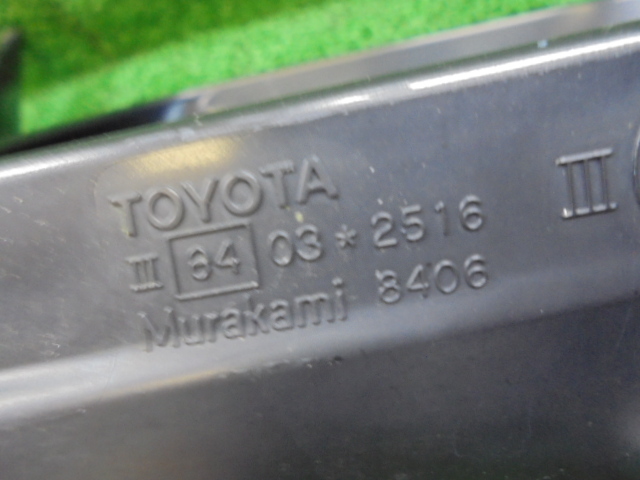 TOYOTA
III 84 03 * 2516
Murakami 8406
III